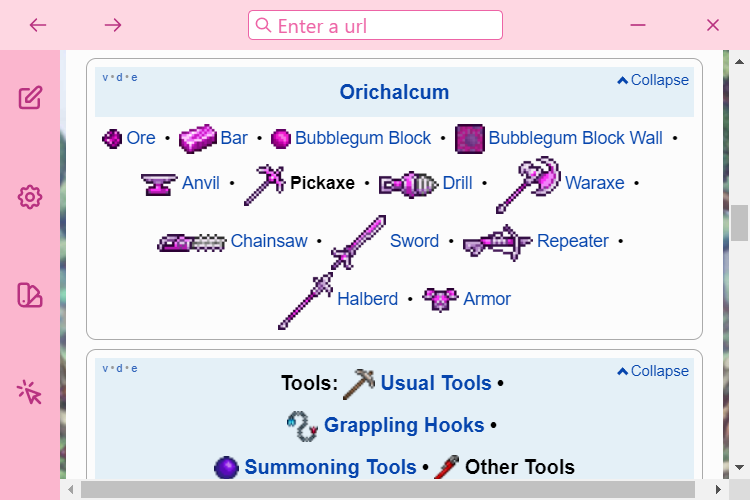 Enter a url
v·d·e
Collapse
Orichalcum
Ore • Bar • Bubblegum Block • Bubblegum Block Wall •
Anvil • Pickaxe • Drill • Waraxe •
Chainsaw • Sword • Repeater •
Halberd • Armor
v·d·e
Collapse
Tools: Usual Tools •
Grappling Hooks •
Summoning Tools • Other Tools